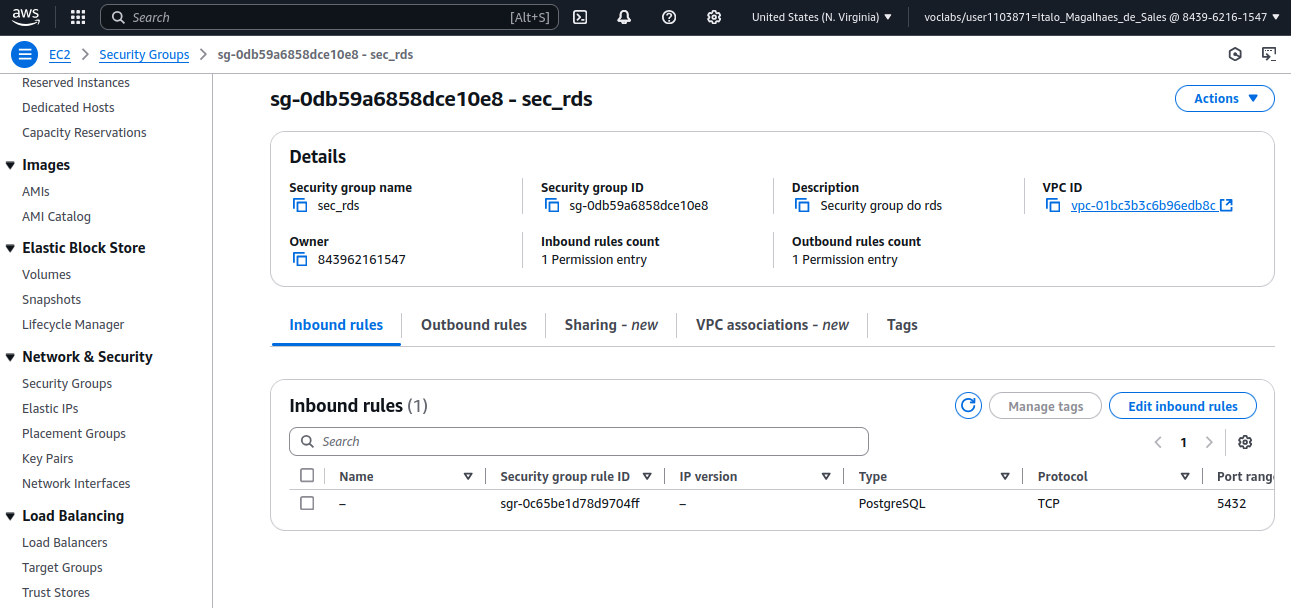 aws
Search [Alt+S]
United States (N. Virginia) voclabs/user1103871=Italo_Magalhaes_de_Sales @ 8439-6216-1547
EC2 Security Groups sg-0db59a6858dce10e8 - sec_rds
Reserved Instances
Dedicated Hosts
Capacity Reservations
Images
AMIs
AMI Catalog
Elastic Block Store
Volumes
Snapshots
Lifecycle Manager
Network & Security
Security Groups
Elastic IPs
Placement Groups
Key Pairs
Network Interfaces
Load Balancing
Load Balancers
Target Groups
Trust Stores
sg-0db59a6858dce10e8 - sec_rds
Actions
Details
Security group name
sec_rds
Security group ID
sg-0db59a6858dce10e8
Description
Security group do rds
VPC ID
vpc-01bc3b3c6b96edb8c
Owner
843962161547
Inbound rules count
1 Permission entry
Outbound rules count
1 Permission entry
Inbound rules Outbound rules Sharing - new VPC associations - new Tags
Inbound rules (1)
Manage tags Edit inbound rules
Search
1
Name Security group rule ID IP version Type Protocol Port rang
– sgr-0c65be1d78d9704ff – PostgreSQL TCP 5432